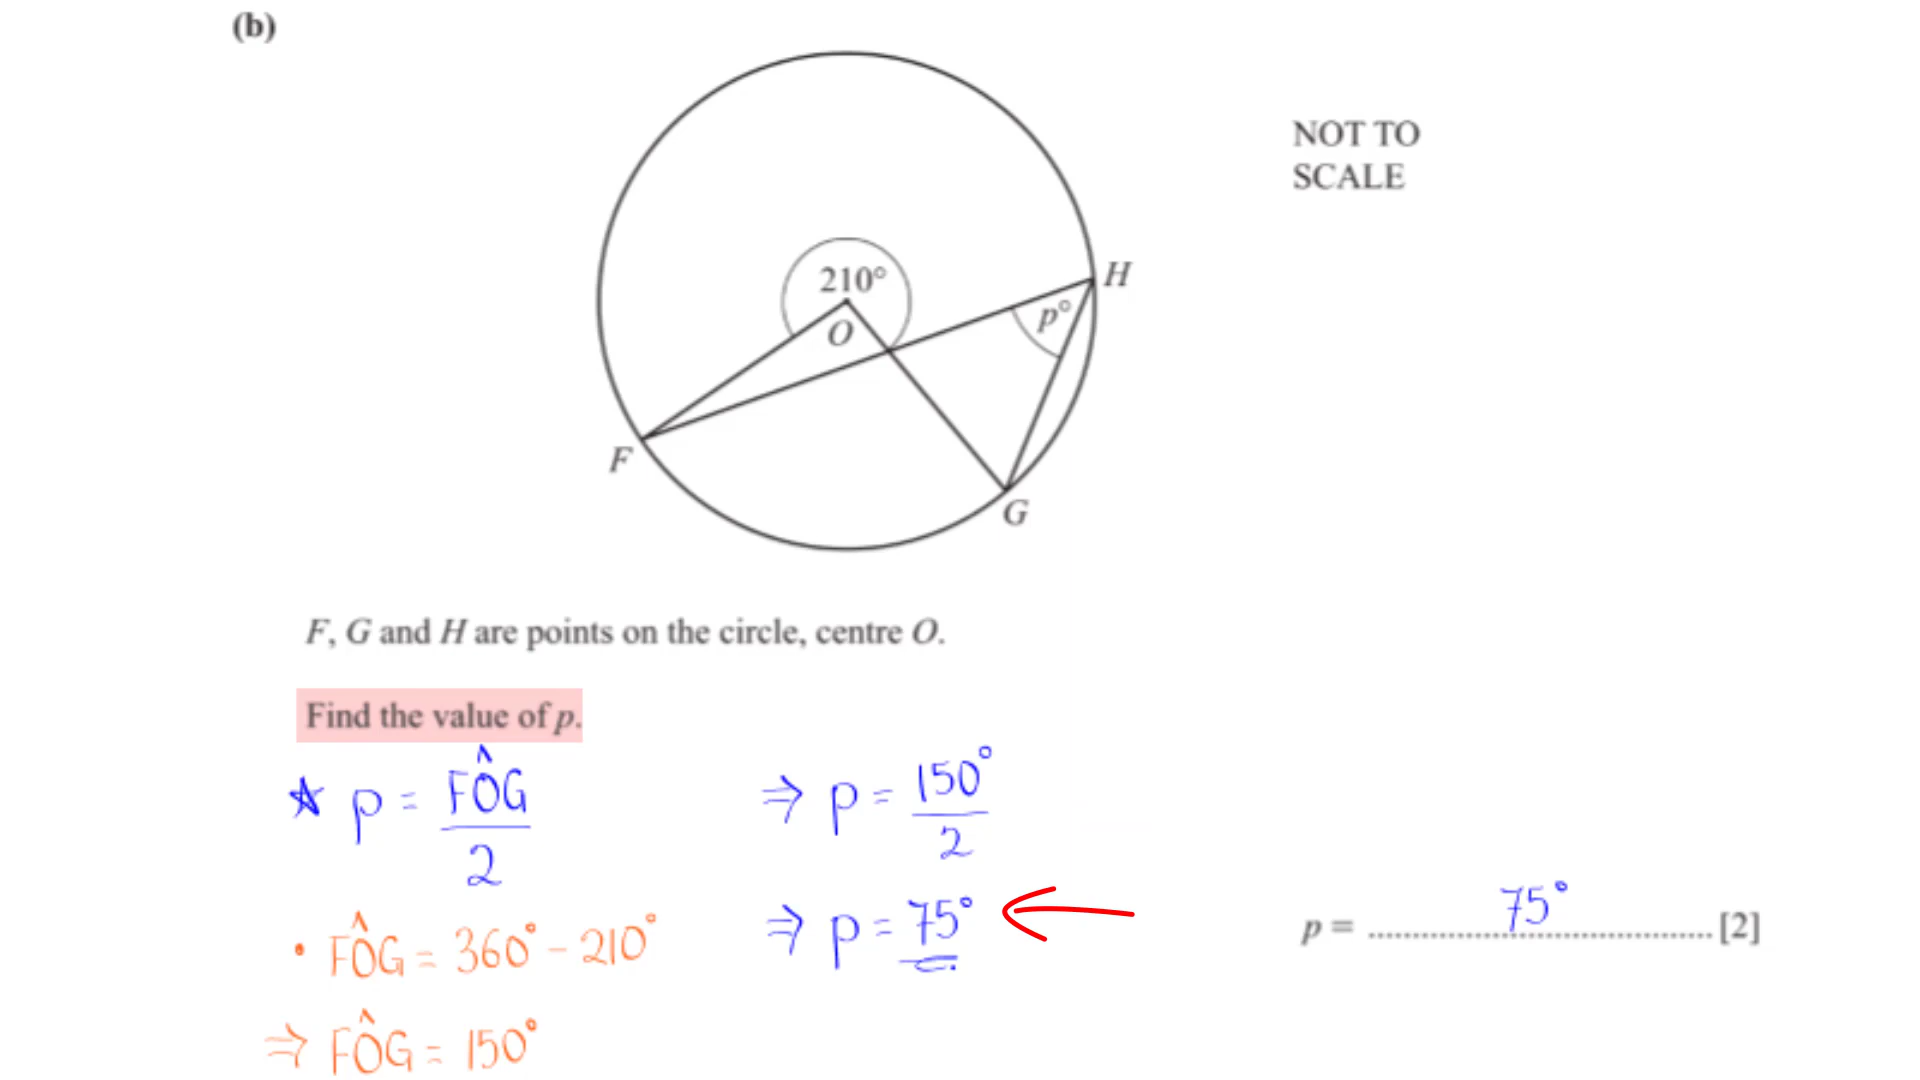 (b)
NOT TO
SCALE
210°
O
H
p°
F
G
F, G and H are points on the circle, centre O.
Find the value of p.
☆ p = FÔG / 2
• FÔG = 360° - 210°
⇒ FÔG = 150°
⇒ p = 150° / 2
⇒ p = 75°
p = 75° [2]